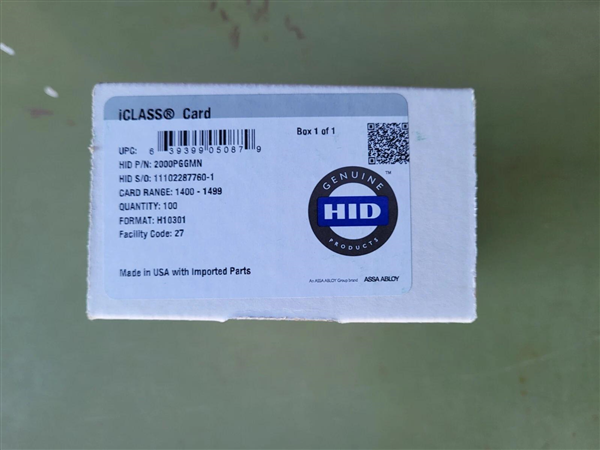 iCLASS® Card
Box 1 of 1
UPC: 6 39399 05087 9
HID P/N: 2000PGGMN
HID S/O: 11102287760-1
CARD RANGE: 1400 - 1499
QUANTITY: 100
FORMAT: H10301
Facility Code: 27
Made in USA with Imported Parts
GENUINE
HID
PRODUCTS
TM
An ASSA ABLOY Group brand
ASSA ABLOY